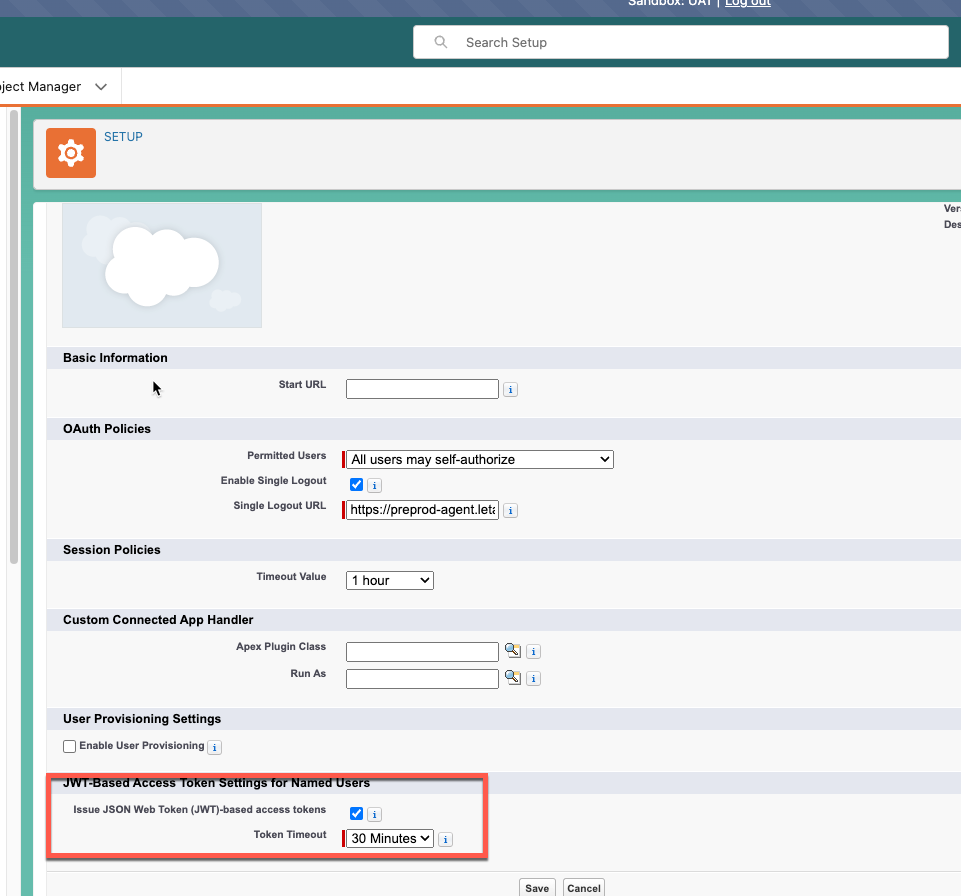 Sandbox: UAT | Log out
Search Setup
ject Manager
SETUP
Ver
Des
Basic Information
Start URL
i
OAuth Policies
Permitted Users All users may self-authorize
Enable Single Logout i
Single Logout URL https://preprod-agent.leta i
Session Policies
Timeout Value 1 hour
Custom Connected App Handler
Apex Plugin Class i
Run As i
User Provisioning Settings
Enable User Provisioning i
JWT-Based Access Token Settings for Named Users
Issue JSON Web Token (JWT)-based access tokens i
Token Timeout 30 Minutes i
Save Cancel